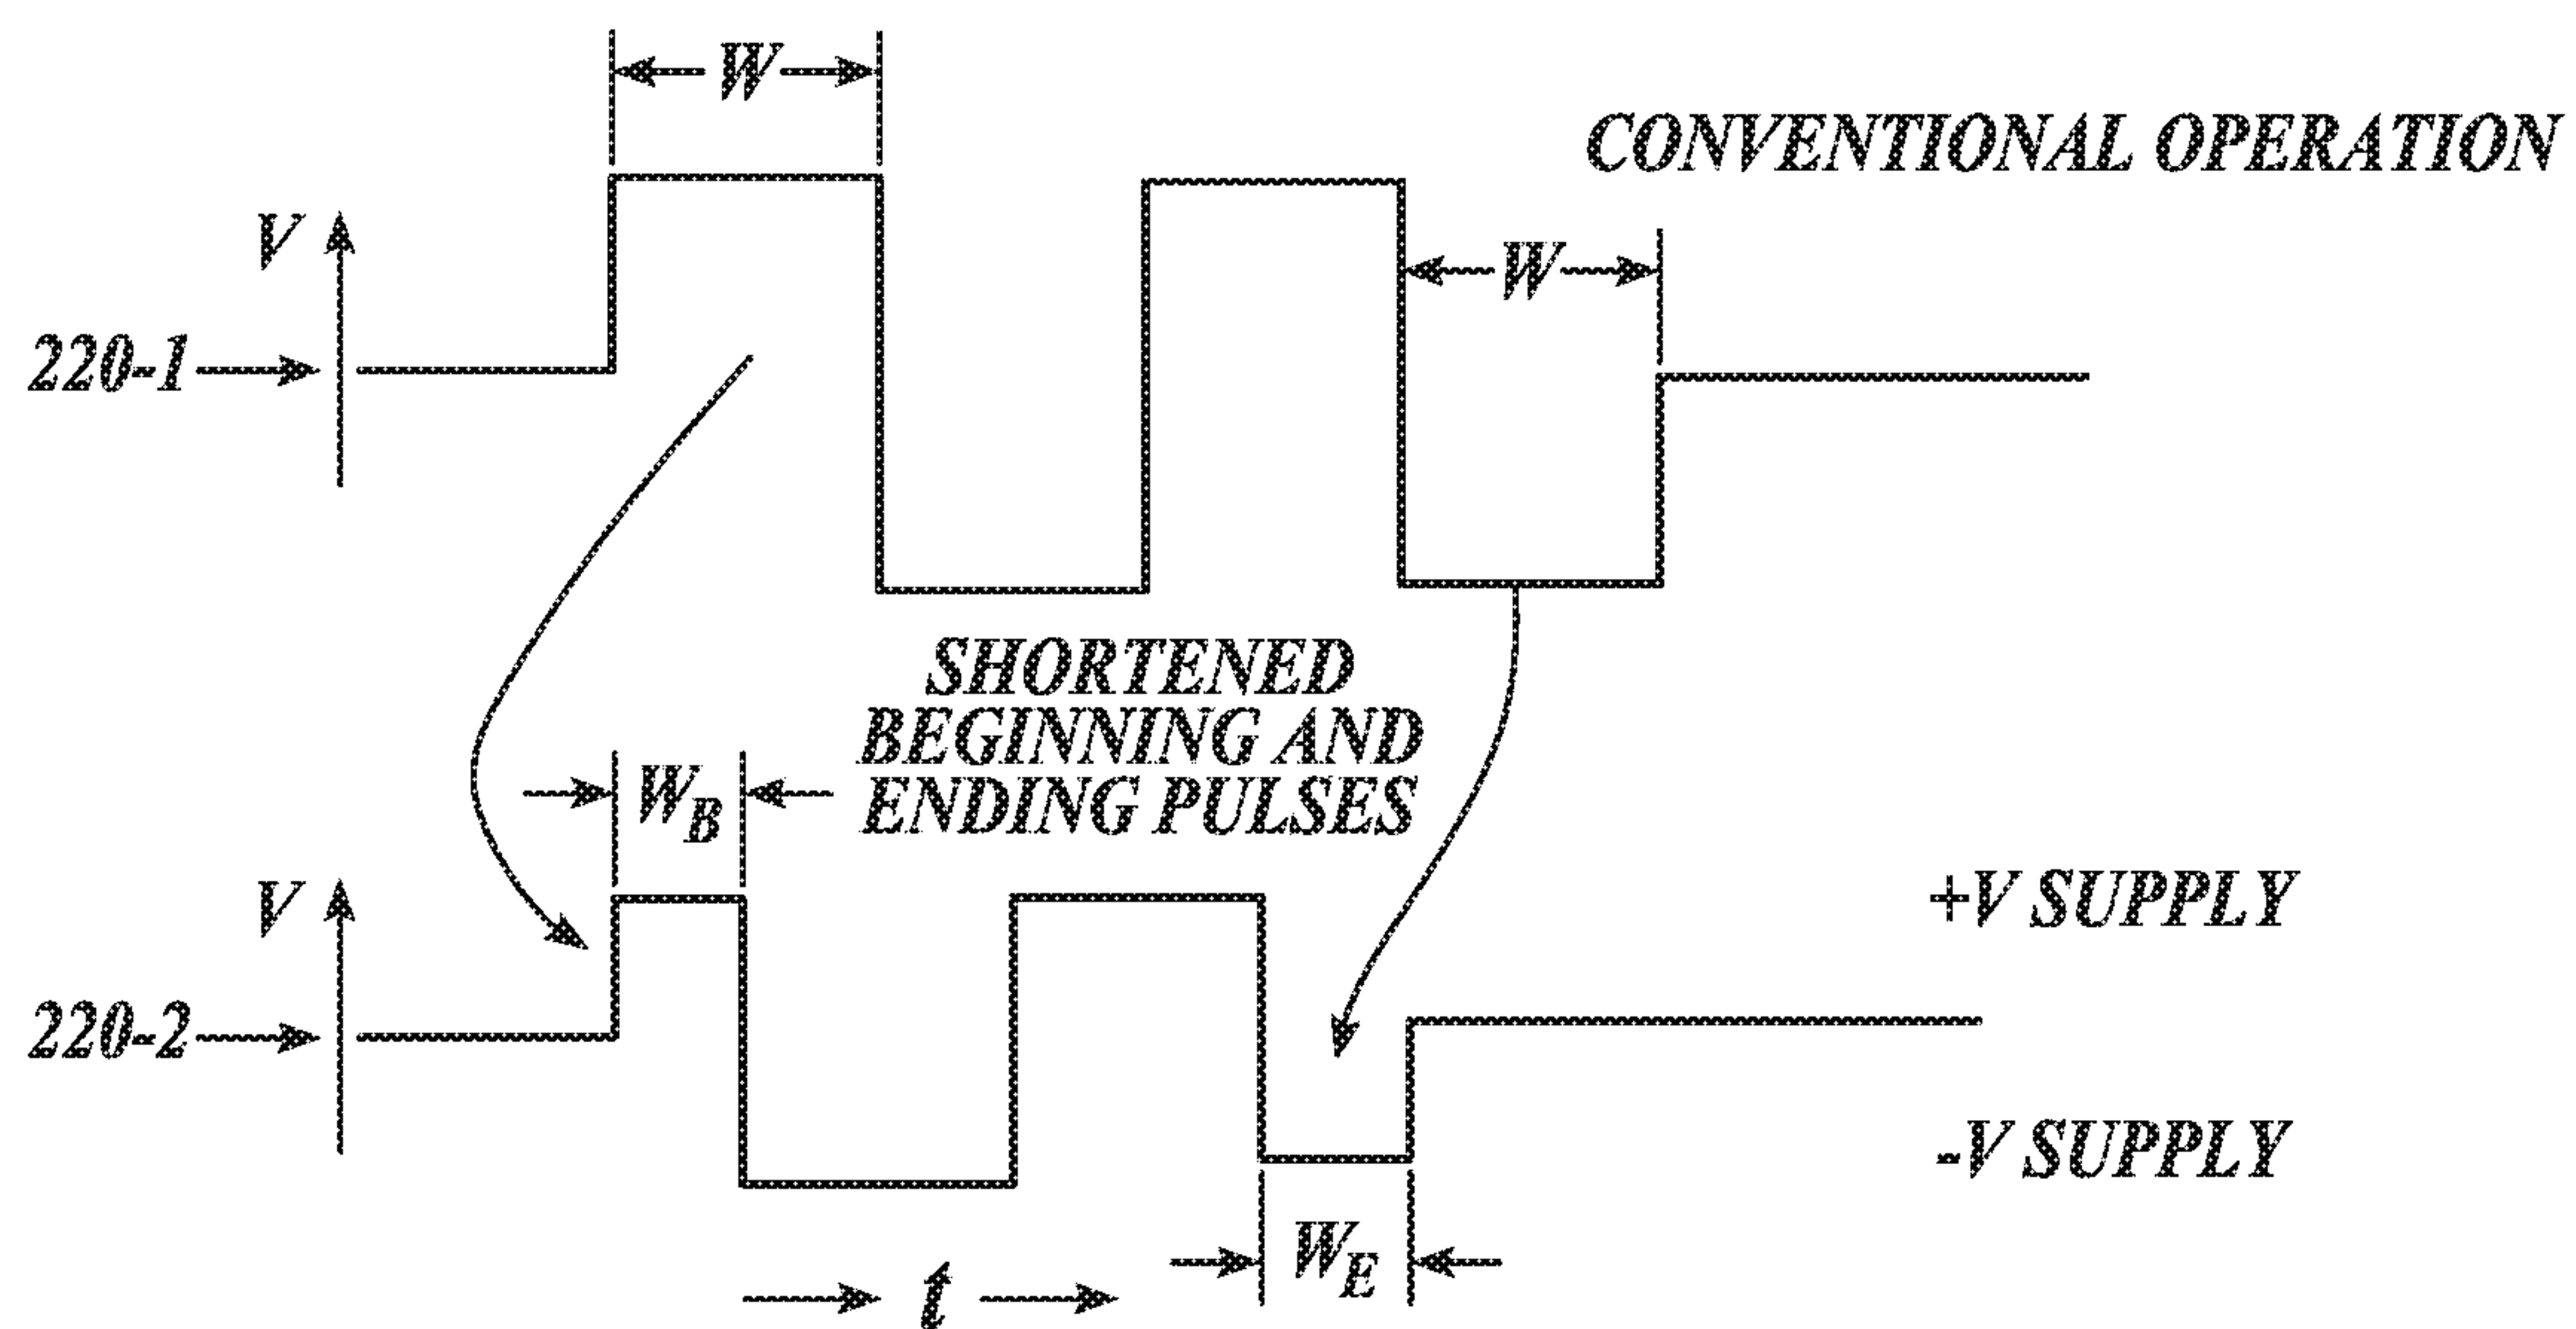 W
CONVENTIONAL OPERATION
V
W
220-1
SHORTENED
BEGINNING AND
ENDING PULSES
W_B
V
+V SUPPLY
220-2
-V SUPPLY
W_E
t